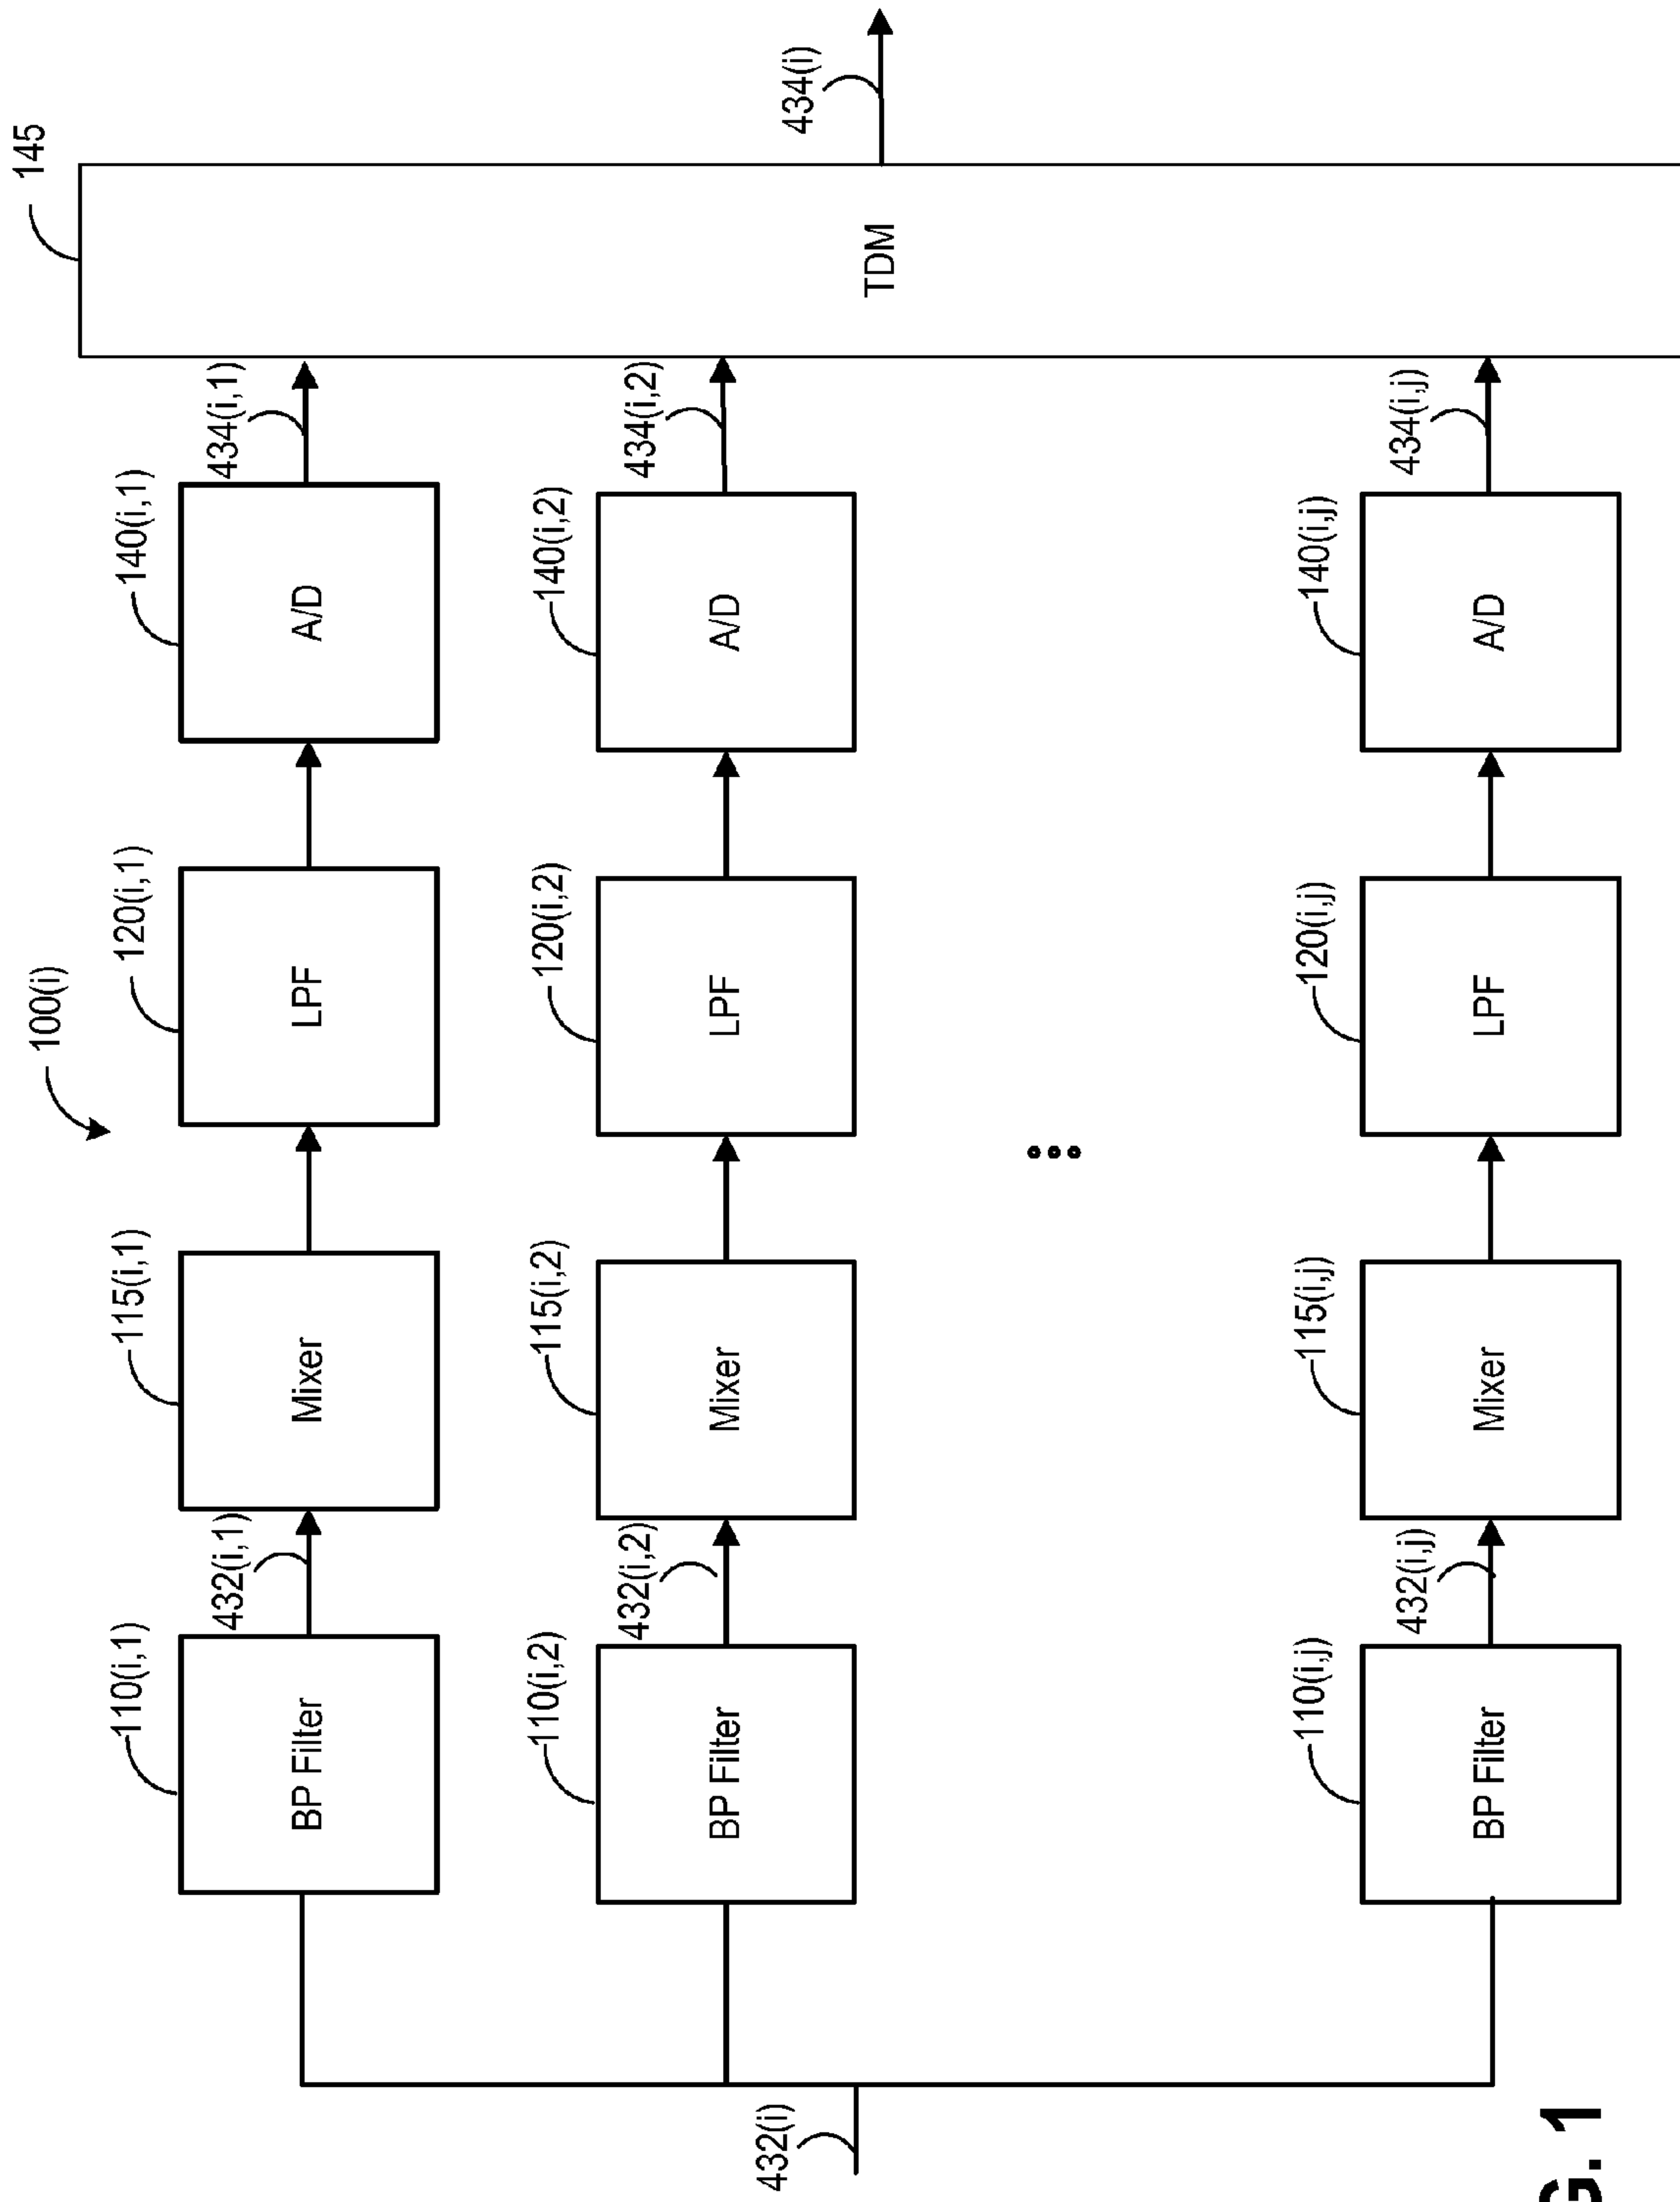 100(i)
145
110(i,1)
432(i,1)
115(i,1)
120(i,1)
140(i,1)
434(i,1)
BP Filter
Mixer
LPF
A/D
110(i,2)
432(i,2)
115(i,2)
120(i,2)
140(i,2)
434(i,2)
BP Filter
Mixer
LPF
A/D
432(i)
TDM
434(i)
110(i,j)
432(i,j)
115(i,j)
120(i,j)
140(i,j)
434(i,j)
BP Filter
Mixer
LPF
A/D
G. 1